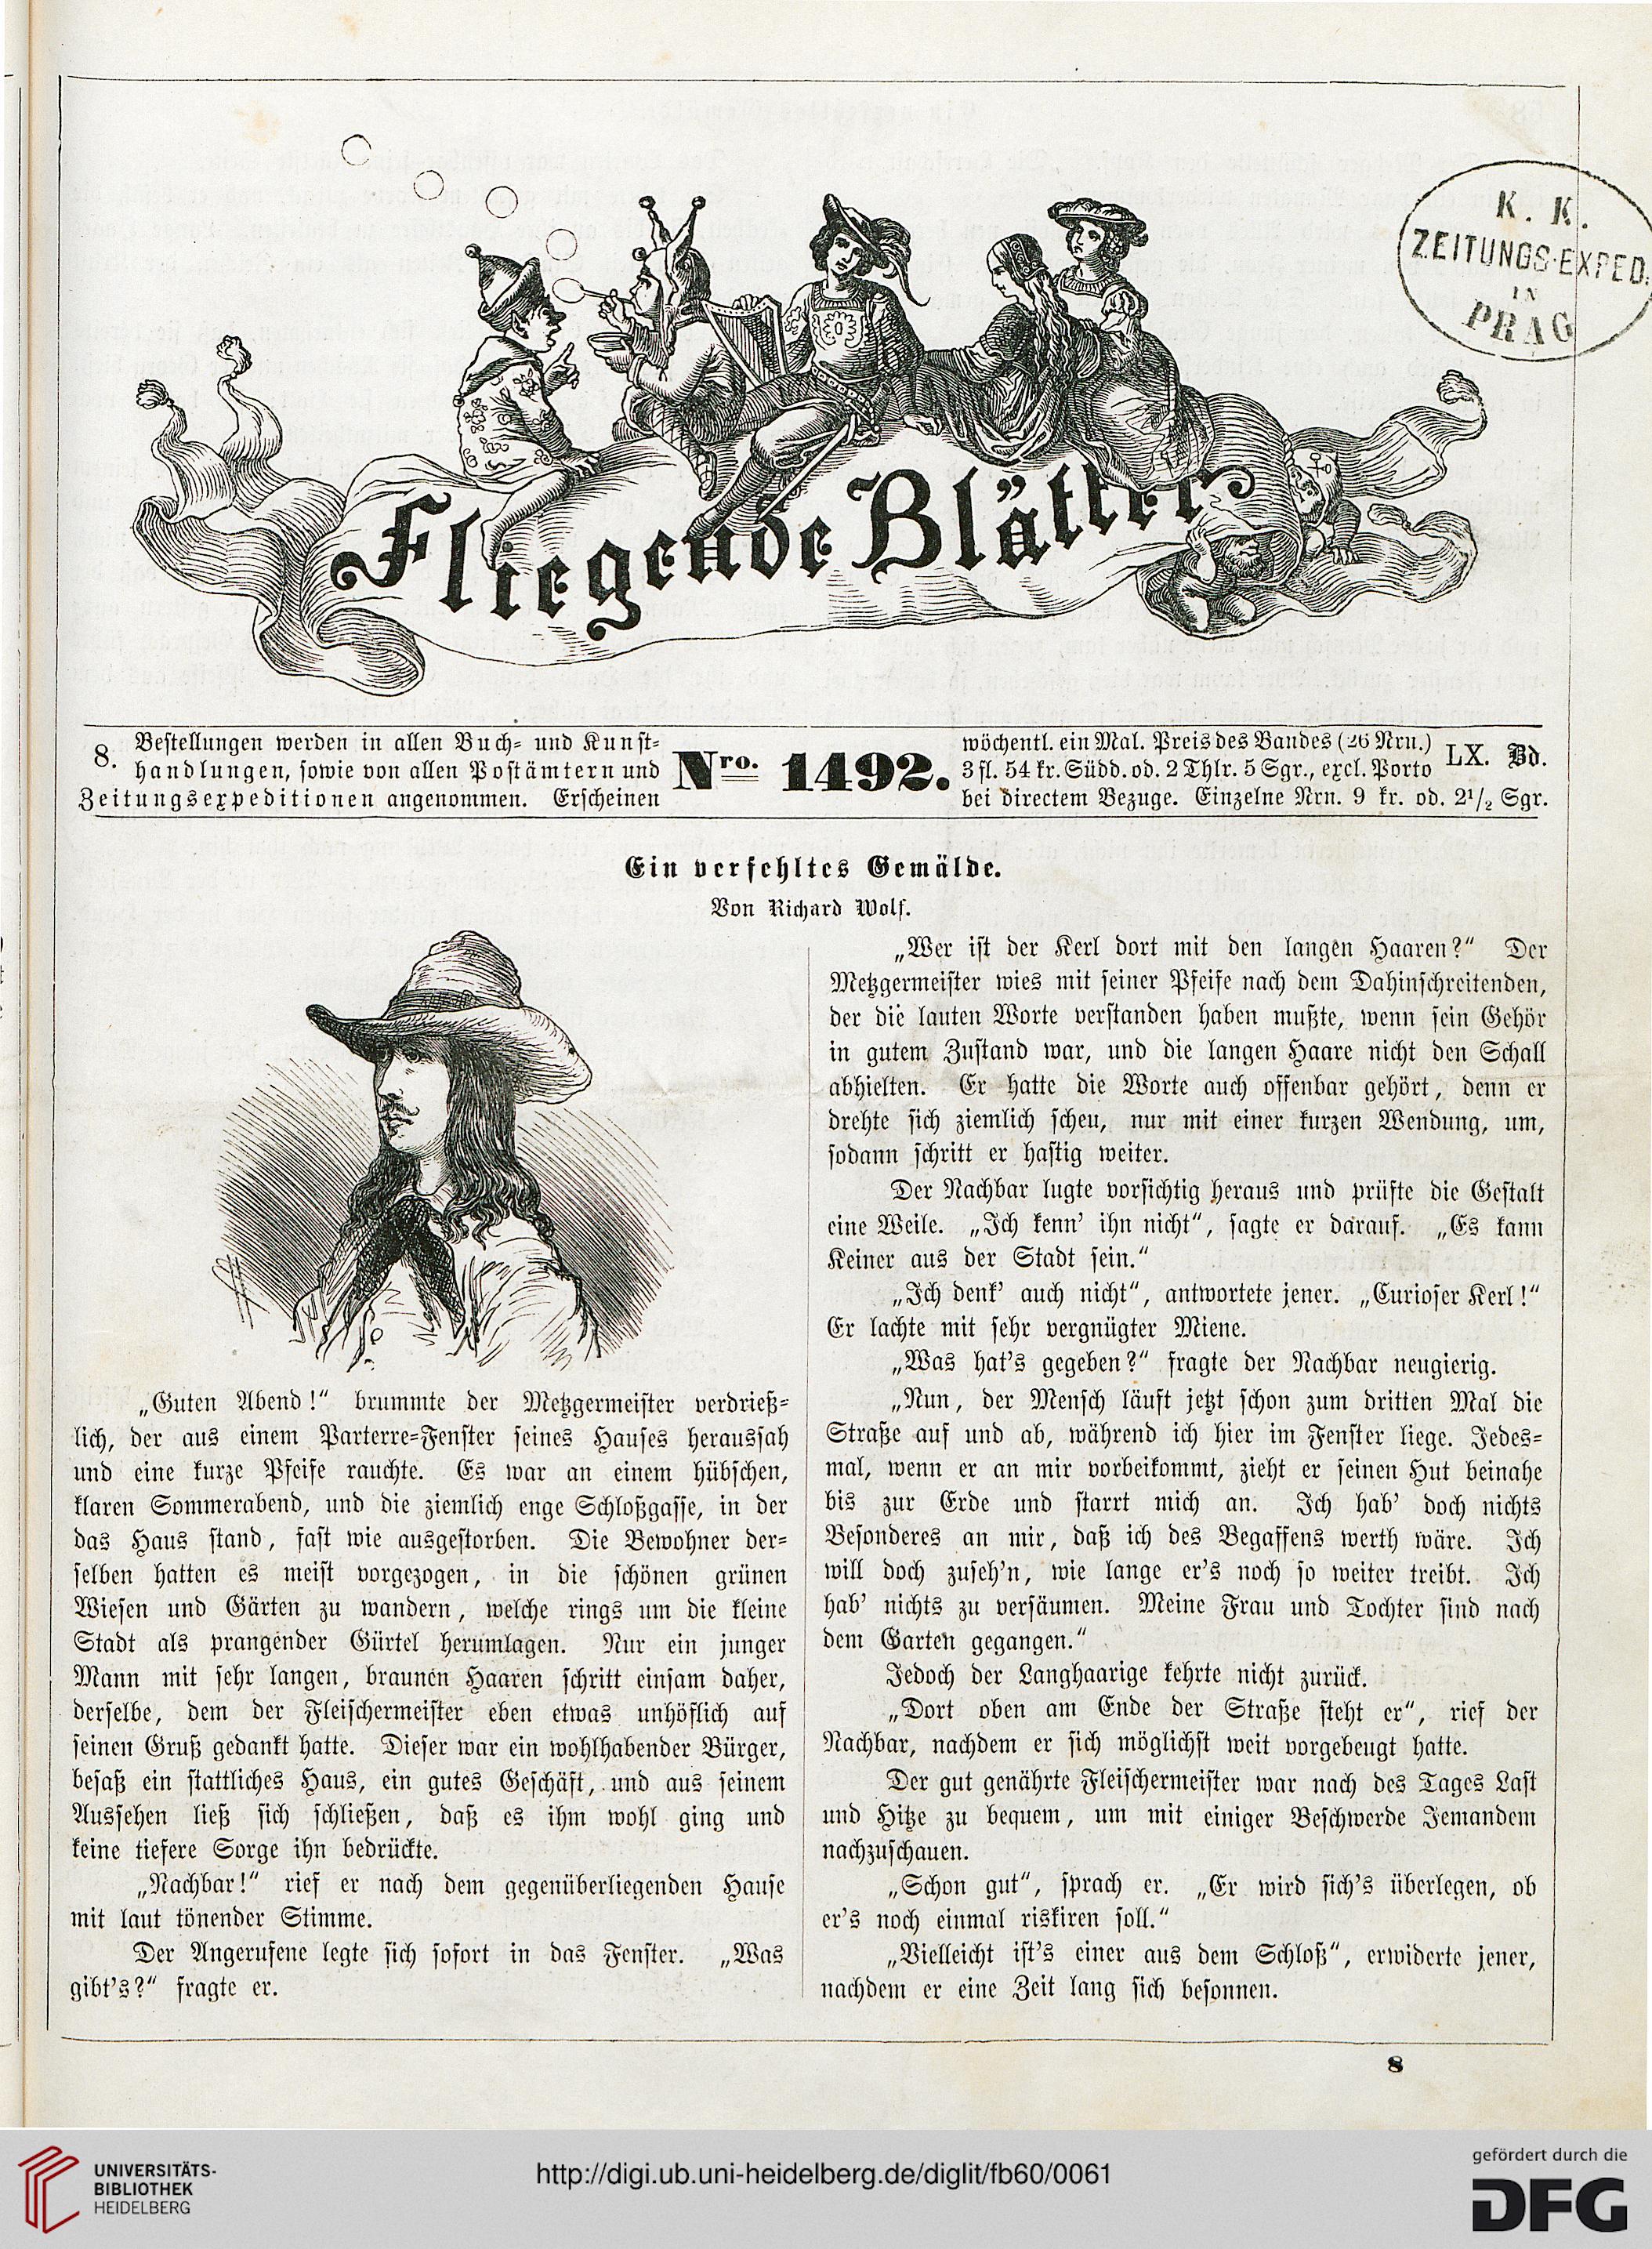 K. K.
ZEITUNGS-EXPED.
IN
PRAG
Fliegende Blätter
8.
Bestellungen werden in allen Buch- und Kunst-
handlungen, sowie von allen Postämtern und
Zeitungsexpeditionen angenommen. Erscheinen
Nro. 1492.
wöchentl. ein Mal. Preis des Bandes (26 Nrn.)
3 fl. 54 kr. Südd. od. 2 Thlr. 5 Sgr., excl. Porto
bei directem Bezuge. Einzelne Nrn. 9 kr. od. 2½ Sgr.
LX. Bd.
Ein verfehltes Gemälde.
Von Richard Wolf.
„Guten Abend!“ brummte der Metzgermeister verdrieß-
lich, der aus einem Parterre-Fenster seines Hauses heraussah
und eine kurze Pfeife rauchte. Es war an einem hübschen,
klaren Sommerabend, und die ziemlich enge Schloßgasse, in der
das Haus stand, fast wie ausgestorben. Die Bewohner der-
selben hatten es meist vorgezogen, in die schönen grünen
Wiesen und Gärten zu wandern, welche rings um die kleine
Stadt als prangender Gürtel herumlagen. Nur ein junger
Mann mit sehr langen, braunen Haaren schritt einsam daher,
derselbe, dem der Fleischermeister eben etwas unhöflich auf
seinen Gruß gedankt hatte. Dieser war ein wohlhabender Bürger,
besaß ein stattliches Haus, ein gutes Geschäft, und aus seinem
Aussehen ließ sich schließen, daß es ihm wohl ging und
keine tiefere Sorge ihn bedrückte.
„Nachbar!“ rief er nach dem gegenüberliegenden Hause
mit laut tönender Stimme.
Der Angerufene legte sich sofort in das Fenster. „Was
gibt's?“ fragte er.
„Wer ist der Kerl dort mit den langen Haaren?“ Der
Metzgermeister wies mit seiner Pfeife nach dem Dahinschreitenden,
der die lauten Worte verstanden haben mußte, wenn sein Gehör
in gutem Zustand war, und die langen Haare nicht den Schall
abhielten. Er hatte die Worte auch offenbar gehört, denn er
drehte sich ziemlich scheu, nur mit einer kurzen Wendung, um,
sodann schritt er hastig weiter.
Der Nachbar lugte vorsichtig heraus und prüfte die Gestalt
eine Weile. „Ich kenn' ihn nicht“, sagte er darauf. „Es kann
Keiner aus der Stadt sein.“
„Ich denk' auch nicht“, antwortete jener. „Curioser Kerl!“
Er lachte mit sehr vergnügter Miene.
„Was hat's gegeben?“ fragte der Nachbar neugierig.
„Nun, der Mensch läuft jetzt schon zum dritten Mal die
Straße auf und ab, während ich hier im Fenster liege. Jedes-
mal, wenn er an mir vorbeikommt, zieht er seinen Hut beinahe
bis zur Erde und starrt mich an. Ich hab' doch nichts
Besonderes an mir, daß ich des Begaffens werth wäre. Ich
will doch zuseh'n, wie lange er's noch so weiter treibt. Ich
hab' nichts zu versäumen. Meine Frau und Tochter sind nach
dem Garten gegangen.“
Jedoch der Langhaarige kehrte nicht zurück.
„Dort oben am Ende der Straße steht er“, rief der
Nachbar, nachdem er sich möglichst weit vorgebeugt hatte.
Der gut genährte Fleischermeister war nach des Tages Last
und Hitze zu bequem, um mit einiger Beschwerde Jemandem
nachzuschauen.
„Schon gut“, sprach er. „Er wird sich's überlegen, ob
er's noch einmal riskiren soll.“
„Vielleicht ist's einer aus dem Schloß“, erwiderte jener,
nachdem er eine Zeit lang sich besonnen.
8
UNIVERSITÄTS-
BIBLIOTHEK
HEIDELBERG
http://digi.ub.uni-heidelberg.de/diglit/fb60/0061
gefördert durch die
DFG